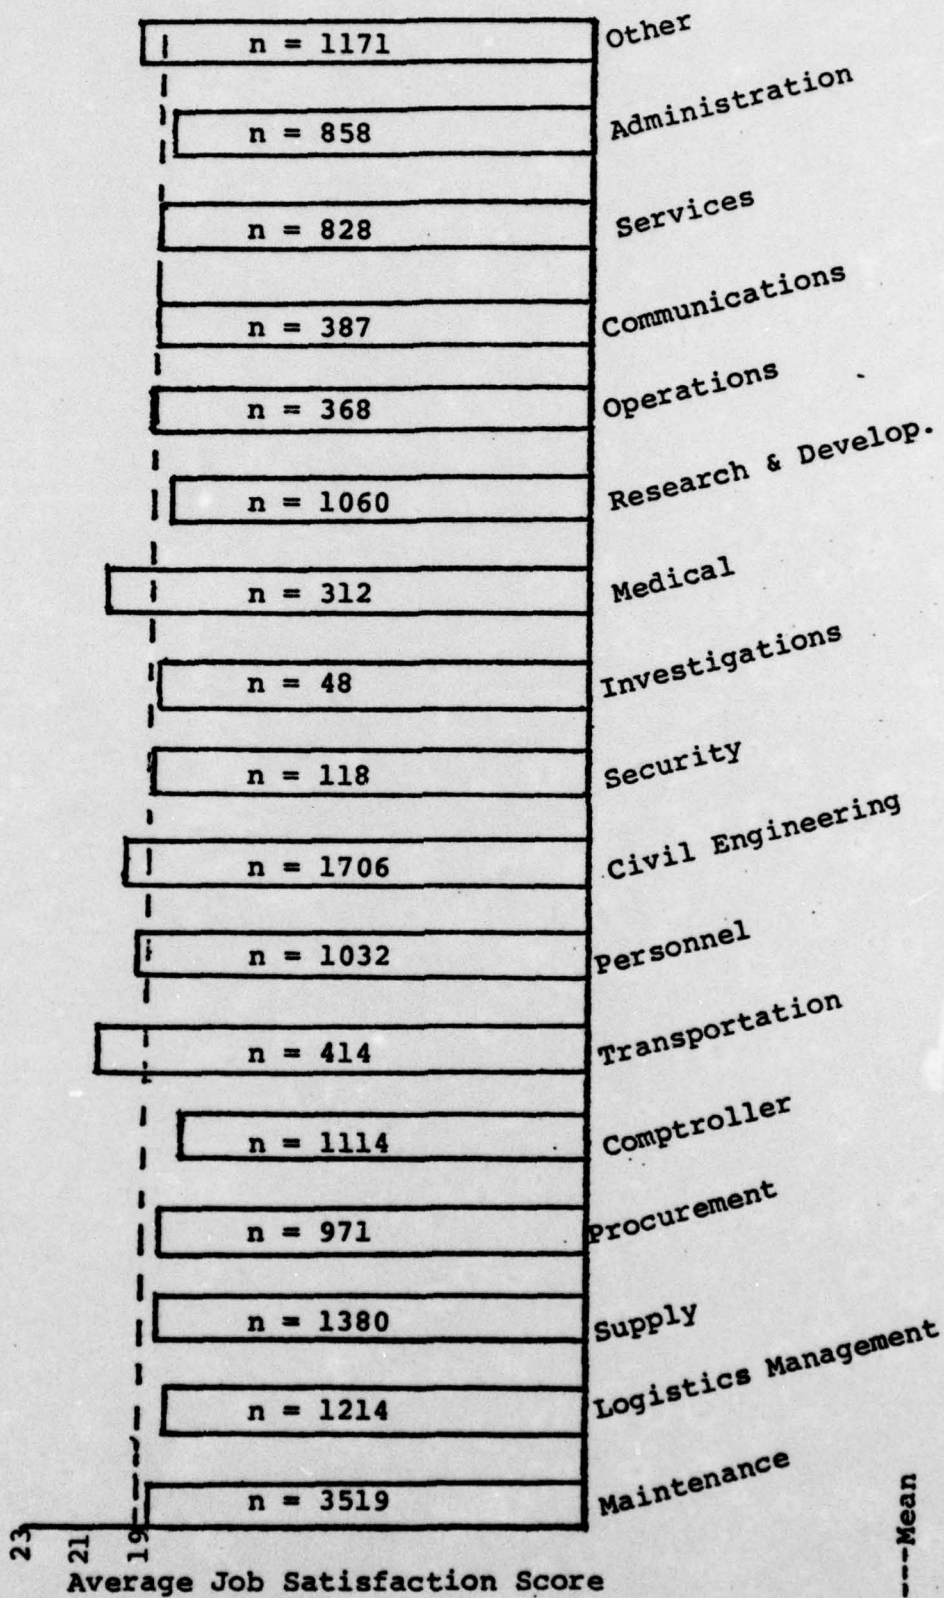 n = 1171 Other
n = 858 Administration
n = 828 Services
n = 387 Communications
n = 368 Operations
n = 1060 Research & Develop.
n = 312 Medical
n = 48 Investigations
n = 118 Security
n = 1706 Civil Engineering
n = 1032 Personnel
n = 414 Transportation
n = 1114 Comptroller
n = 971 Procurement
n = 1380 Supply
n = 1214 Logistics Management
n = 3519 Maintenance
23 21 19
Average Job Satisfaction Score
---Mean